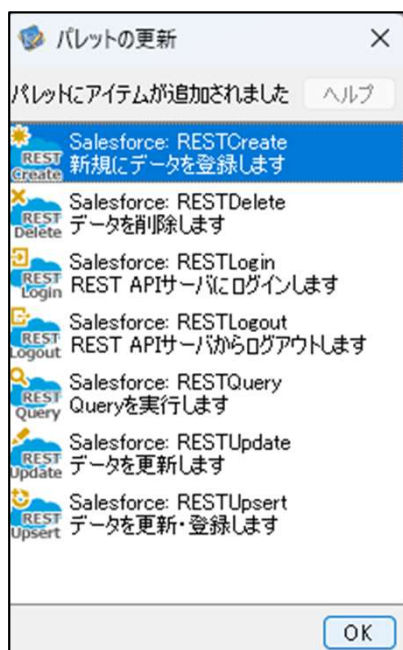 パレットの更新
パレットにアイテムが追加されました ヘルプ
REST Create
Salesforce: RESTCreate
新規にデータを登録します
REST Delete
Salesforce: RESTDelete
データを削除します
REST Login
Salesforce: RESTLogin
REST APIサーバにログインします
REST Logout
Salesforce: RESTLogout
REST APIサーバからログアウトします
REST Query
Salesforce: RESTQuery
Queryを実行します
REST Update
Salesforce: RESTUpdate
データを更新します
REST Upsert
Salesforce: RESTUpsert
データを更新・登録します
OK